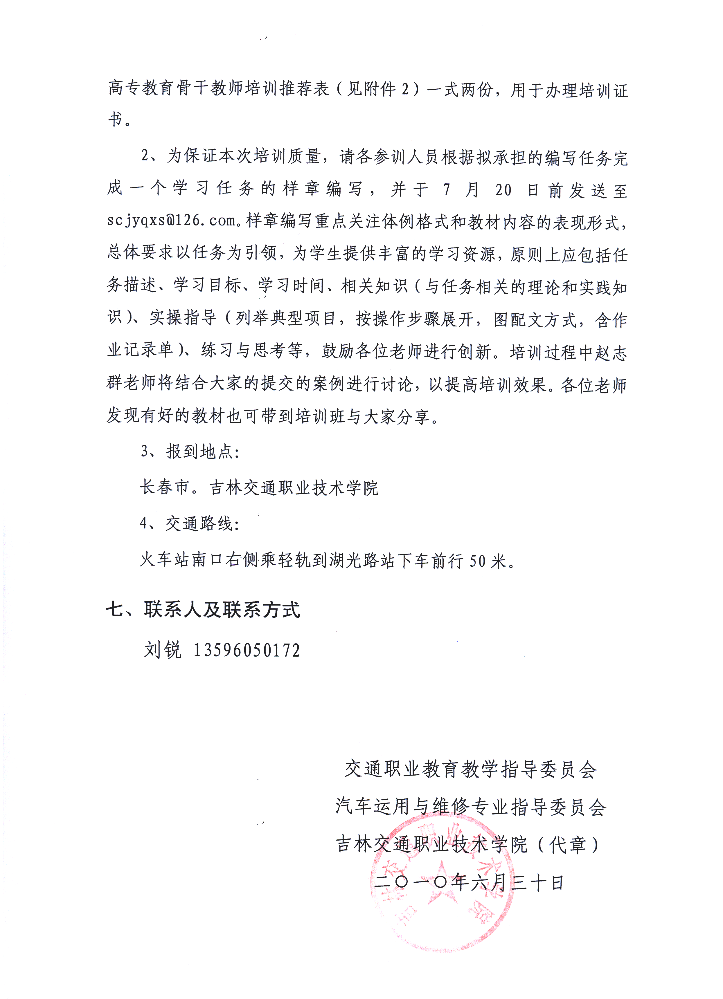 高专教育骨干教师培训推荐表（见附件2）一式两份，用于办理培训证
书。
2、为保证本次培训质量，请各参训人员根据拟承担的编写任务完
成一个学习任务的样章编写，并于 7 月 20 日前发送至
scjyqxs@126.com。样章编写重点关注体例格式和教材内容的表现形式，
总体要求以任务为引领，为学生提供丰富的学习资源，原则上应包括任
务描述、学习目标、学习时间、相关知识（与任务相关的理论和实践知
识）、实操指导（列举典型项目，按操作步骤展开，图配文方式，含作
业记录单）、练习与思考等，鼓励各位老师进行创新。培训过程中赵志
群老师将结合大家的提交的案例进行讨论，以提高培训效果。各位老师
发现有好的教材也可带到培训班与大家分享。
3、报到地点：
长春市。吉林交通职业技术学院
4、交通路线：
火车站南口右侧乘轻轨到湖光路站下车前行 50 米。
七、联系人及联系方式
刘锐 13596050172
交通职业教育教学指导委员会
汽车运用与维修专业指导委员会
吉林交通职业技术学院（代章）
二〇一〇年六月三十日
吉林交通职业技术学院